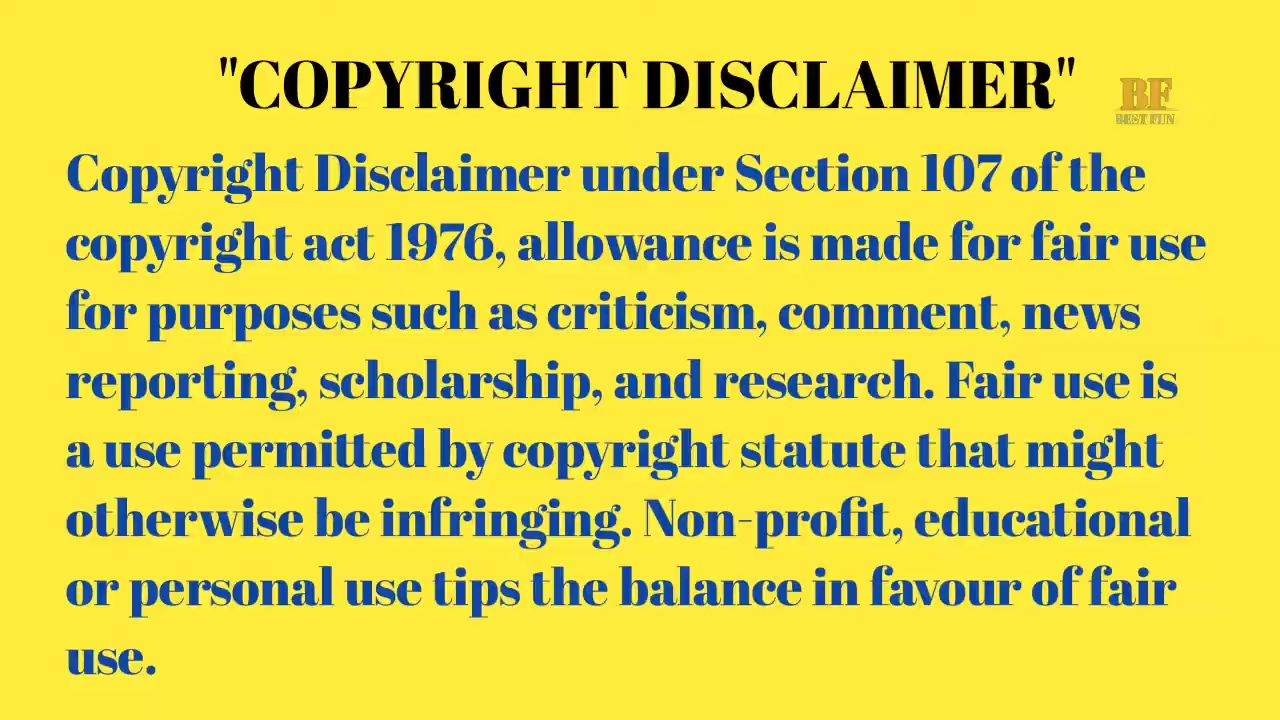 "COPYRIGHT DISCLAIMER"
BF
BEST FUN
Copyright Disclaimer under Section 107 of the
copyright act 1976, allowance is made for fair use
for purposes such as criticism, comment, news
reporting, scholarship, and research. Fair use is
a use permitted by copyright statute that might
otherwise be infringing. Non-profit, educational
or personal use tips the balance in favour of fair
use.